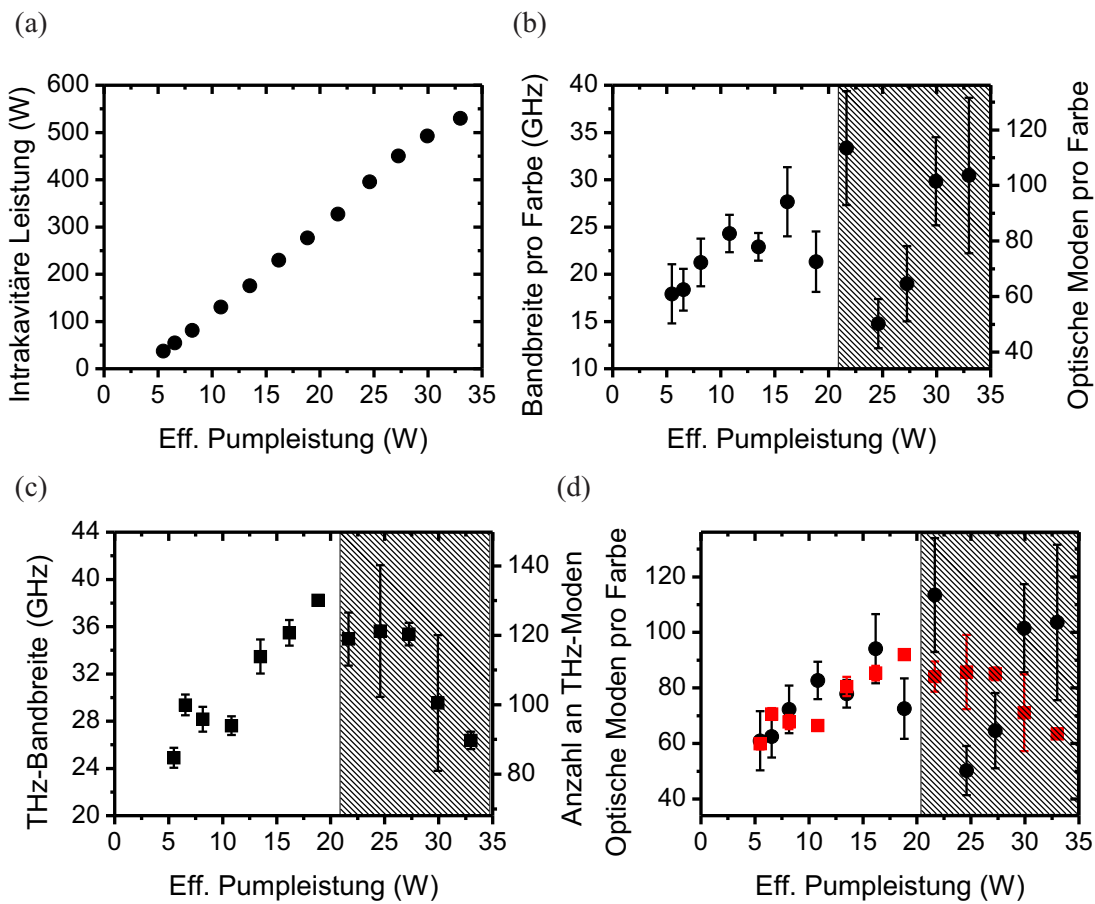 (a)
(b)
600
500
400
300
200
100
0
0 5 10 15 20 25 30 35
Intrakavitäre Leistung (W)
Eff. Pumpleistung (W)
40
35
30
25
20
15
10
0 5 10 15 20 25 30 35
120
100
80
60
40
Bandbreite pro Farbe (GHz)
Optische Moden pro Farbe
Eff. Pumpleistung (W)
(c)
(d)
44
40
36
32
28
24
20
0 5 10 15 20 25 30 35
140
120
100
80
THz-Bandbreite (GHz)
Anzahl an THz-Moden
Eff. Pumpleistung (W)
120
100
80
60
40
0 5 10 15 20 25 30 35
Optische Moden pro Farbe
Eff. Pumpleistung (W)